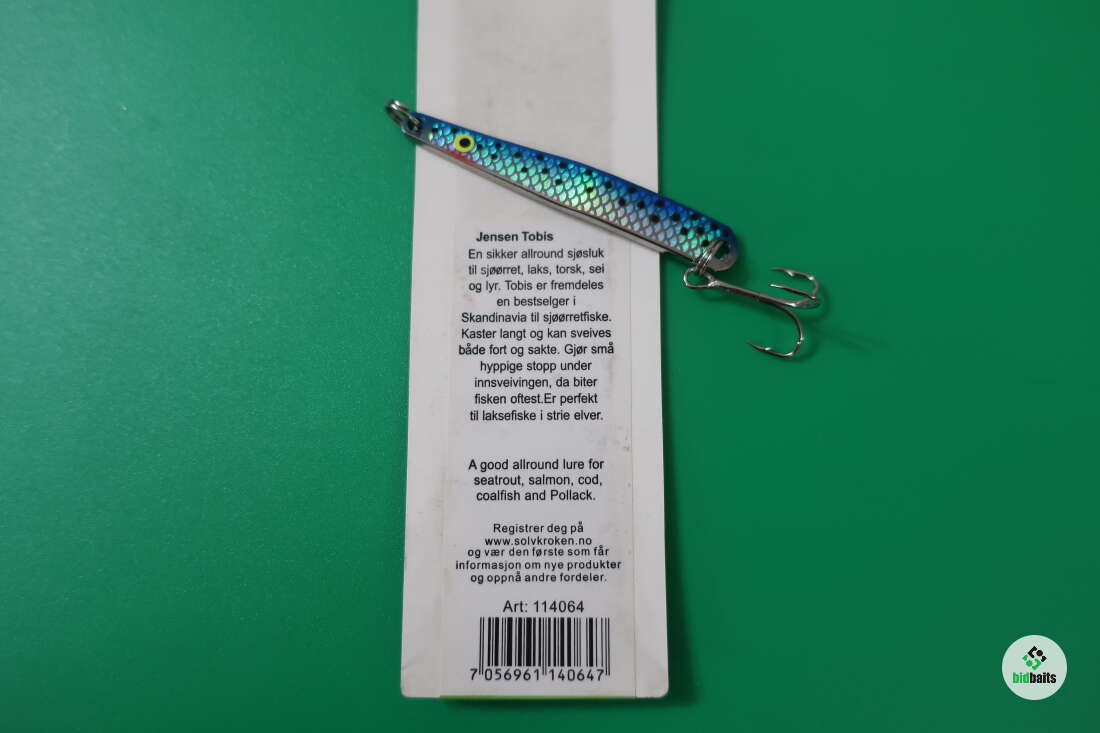 Jensen Tobis
En sikker allround sjøsluk
til sjøørret, laks, torsk, sei
og lyr. Tobis er fremdeles
en bestselger i
Skandinavia til sjøørretfiske.
Kaster langt og kan sveives
både fort og sakte. Gjør små
hyppige stopp under
innsveivingen, da biter
fisken oftest.Er perfekt
til laksefiske i strie elver.
A good allround lure for
seatrout, salmon, cod,
coalfish and Pollack.
Registrer deg på
www.solvkroken.no
og vær den første som får
informasjon om nye produkter
og oppnå andre fordeler.
Art: 114064
7 056961 140647
bidbaits